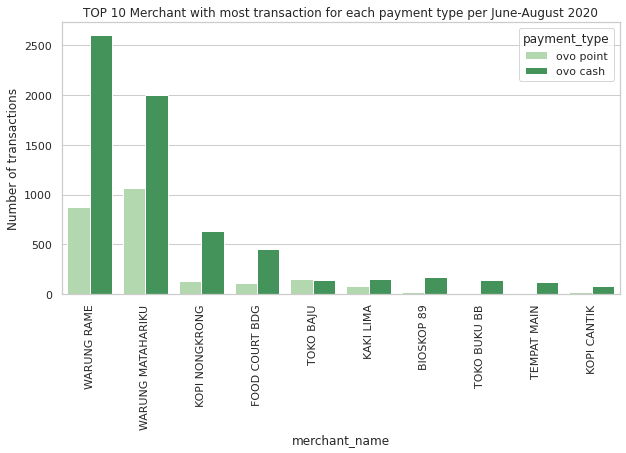 TOP 10 Merchant with most transaction for each payment type per June-August 2020
payment_type
ovo point
ovo cash
Number of transactions
2500
2000
1500
1000
500
0
WARUNG RAME
WARUNG MATAHARIKU
KOPI NONGKRONG
FOOD COURT BDG
TOKO BAJU
KAKI LIMA
BIOSKOP 89
TOKO BUKU BB
TEMPAT MAIN
KOPI CANTIK
merchant_name